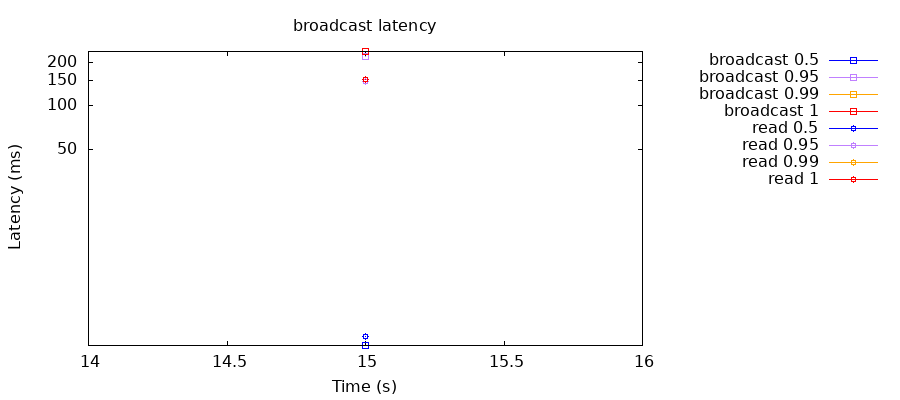 broadcast latency
200
150
100
50
Latency (ms)
14
14.5
15
15.5
16
Time (s)
broadcast 0.5
broadcast 0.95
broadcast 0.99
broadcast 1
read 0.5
read 0.95
read 0.99
read 1